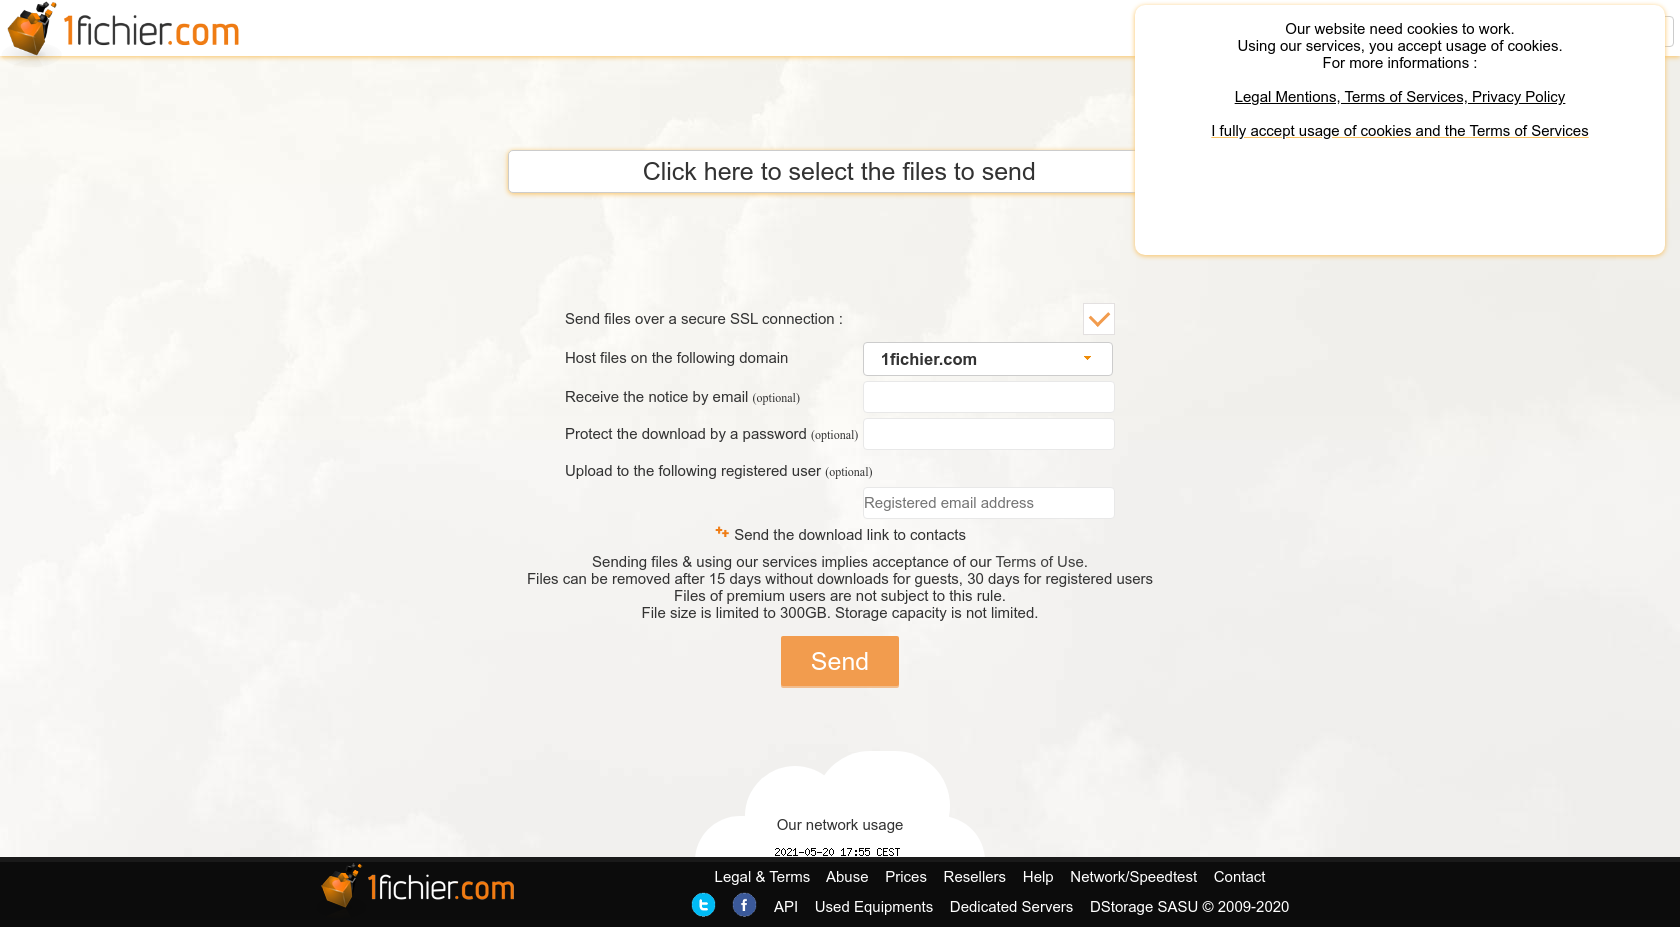 1fichier.com
Our website need cookies to work.
Using our services, you accept usage of cookies.
For more informations :
Legal Mentions, Terms of Services, Privacy Policy
I fully accept usage of cookies and the Terms of Services
Click here to select the files to send
Send files over a secure SSL connection :
Host files on the following domain
1fichier.com
Receive the notice by email (optional)
Protect the download by a password (optional)
Upload to the following registered user (optional)
Registered email address
Send the download link to contacts
Sending files & using our services implies acceptance of our Terms of Use.
Files can be removed after 15 days without downloads for guests, 30 days for registered users
Files of premium users are not subject to this rule.
File size is limited to 300GB. Storage capacity is not limited.
Send
Our network usage
2021-05-20 17:55 CEST
1fichier.com
Legal & Terms Abuse Prices Resellers Help Network/Speedtest Contact
API Used Equipments Dedicated Servers DStorage SASU © 2009-2020